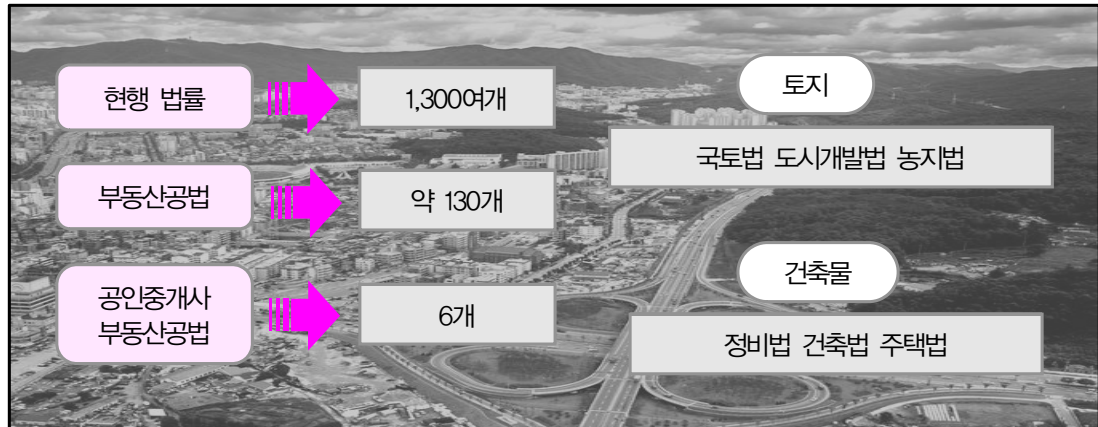 현행 법률
1,300여개
부동산공법
약 130개
공인중개사
부동산공법
6개
토지
국토법 도시개발법 농지법
건축물
정비법 건축법 주택법